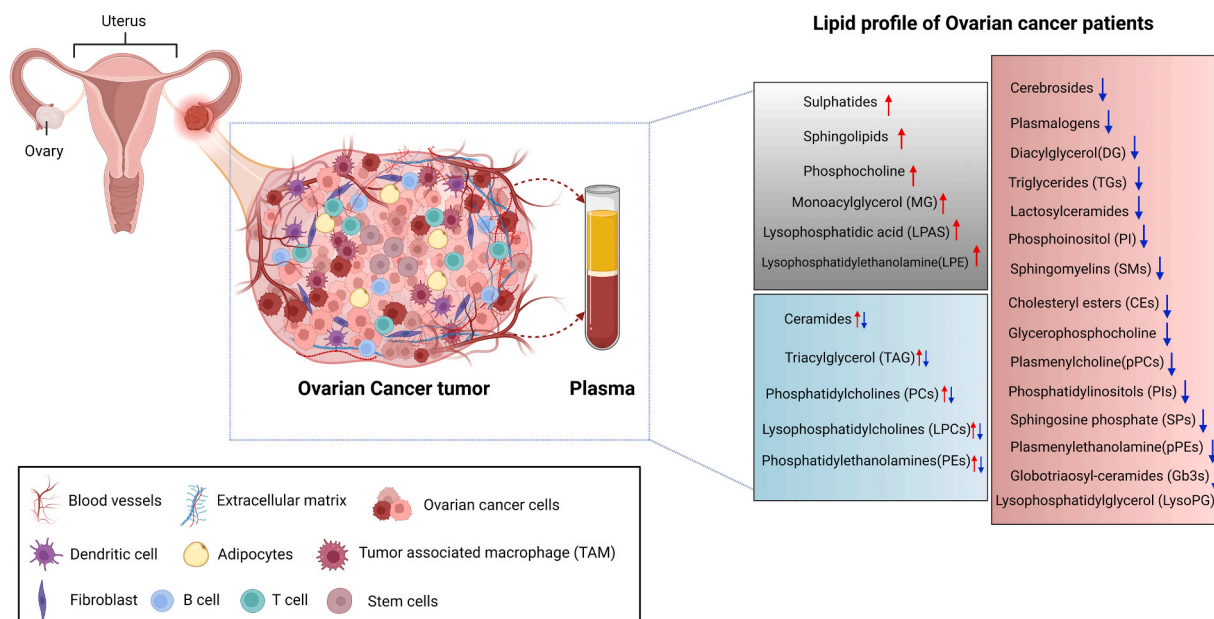 Lipid profile of Ovarian cancer patients
Uterus
Ovary
Ovarian Cancer tumor
Plasma
Sulphatides
Sphingolipids
Phosphocholine
Monoacylglycerol (MG)
Lysophosphatidic acid (LPAS)
Lysophosphatidylethanolamine(LPE)
Ceramides
Triacylglycerol (TAG)
Phosphatidylcholines (PCs)
Lysophosphatidylcholines (LPCs)
Phosphatidylethanolamines(PEs)
Cerebrosides
Plasmalogens
Diacylglycerol(DG)
Triglycerides (TGs)
Lactosylceramides
Phosphoinositol (PI)
Sphingomyelins (SMs)
Cholesteryl esters (CEs)
Glycerophosphocholine
Plasmenylcholine(pPCs)
Phosphatidylinositols (PIs)
Sphingosine phosphate (SPs)
Plasmenylethanolamine(pPEs)
Globotriaosyl-ceramides (Gb3s)
Lysophosphatidylglycerol (LysoPG)
Blood vessels
Extracellular matrix
Ovarian cancer cells
Dendritic cell
Adipocytes
Tumor associated macrophage (TAM)
Fibroblast
B cell
T cell
Stem cells